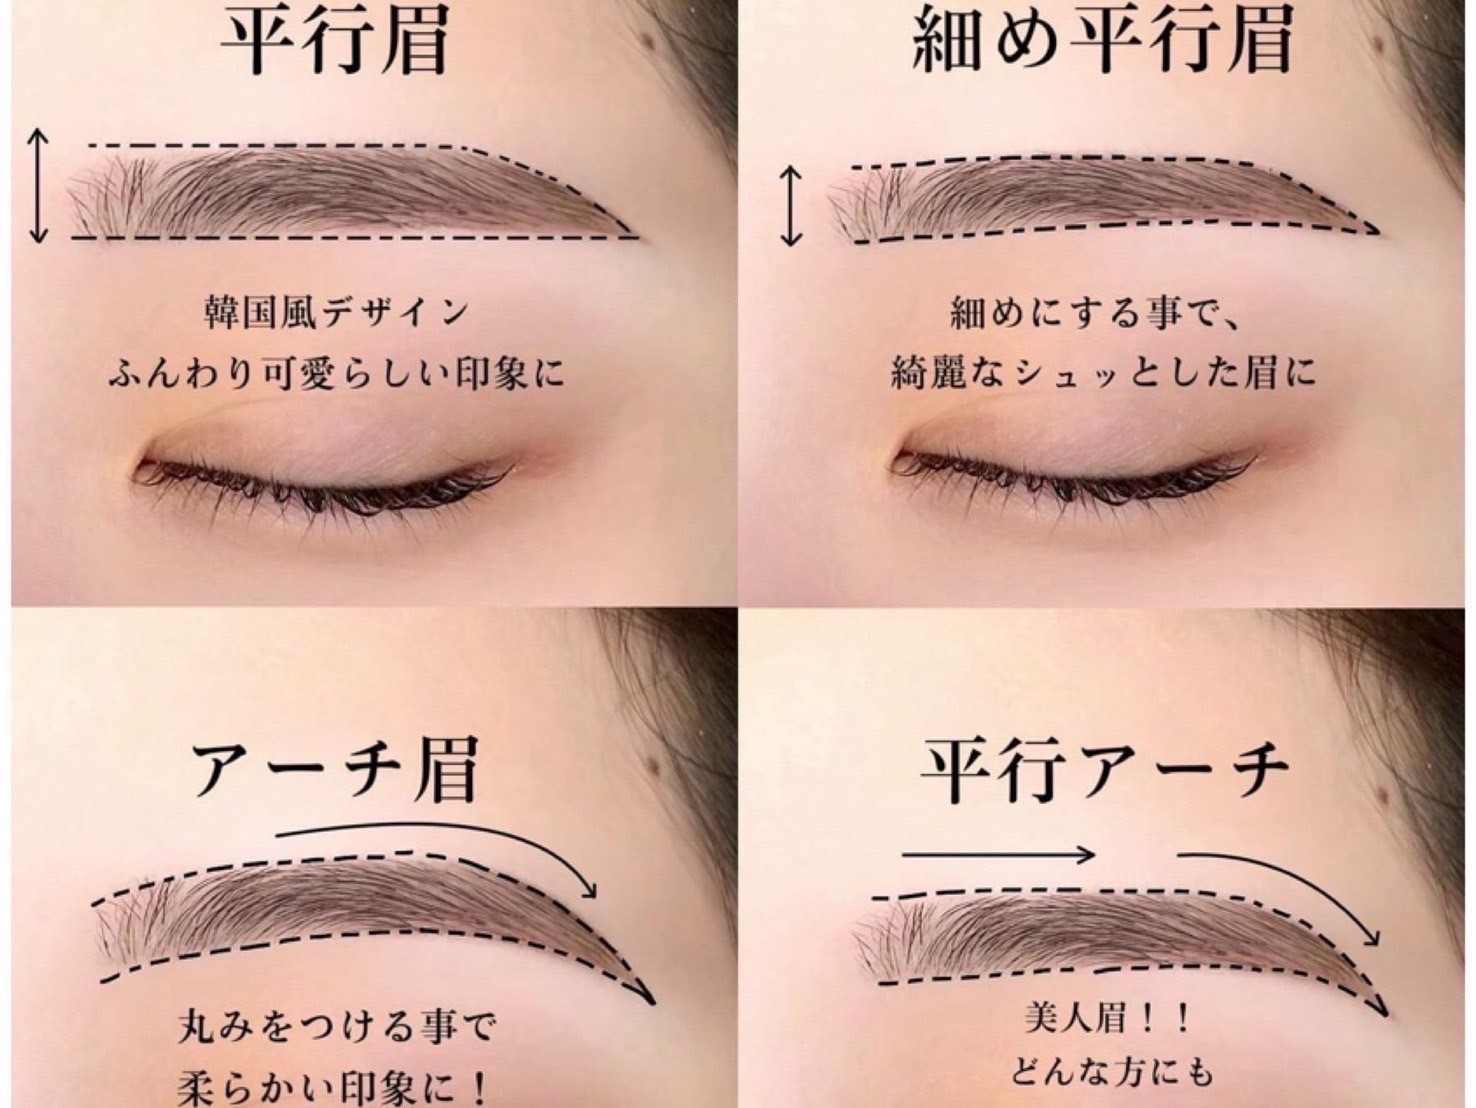 平行眉
韓国風デザイン
ふんわり可愛らしい印象に
細め平行眉
細めにする事で、
綺麗なシュッとした眉に
アーチ眉
丸みをつける事で
柔らかい印象に！
平行アーチ
美人眉！！
どんな方にも